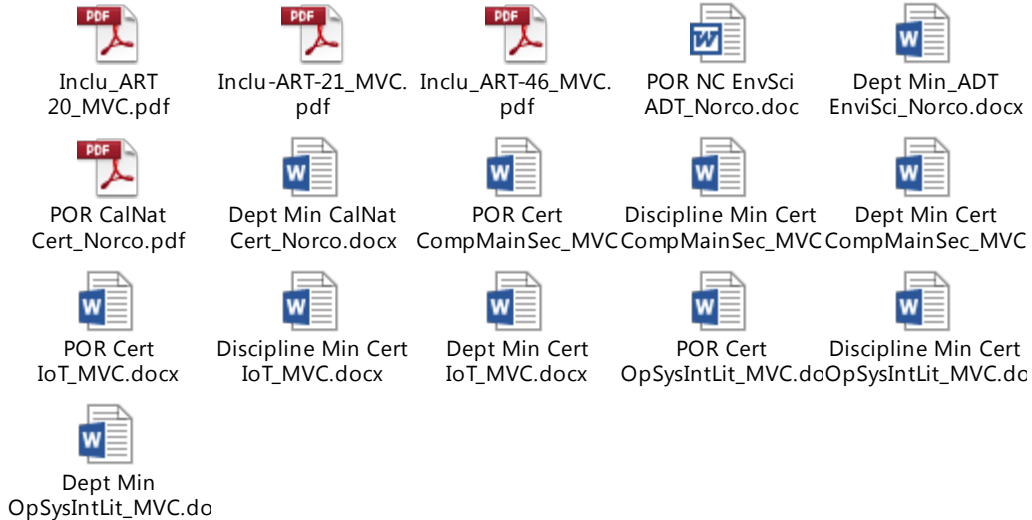 PDF PDF PDF W W
Inclu_ART Inclu-ART-21_MVC. Inclu_ART-46_MVC. POR NC EnvSci Dept Min_ADT
20_MVC.pdf pdf pdf ADT_Norco.doc EnviSci_Norco.docx
PDF W W W W
POR CalNat Dept Min CalNat POR Cert Discipline Min Cert Dept Min Cert
Cert_Norco.pdf Cert_Norco.docx CompMainSec_MVC CompMainSec_MVC CompMainSec_MVC
W W W W W
POR Cert Discipline Min Cert Dept Min Cert POR Cert Discipline Min Cert
IoT_MVC.docx IoT_MVC.docx IoT_MVC.docx OpSysIntLit_MVC.do OpSysIntLit_MVC.do
W
Dept Min
OpSysIntLit_MVC.do